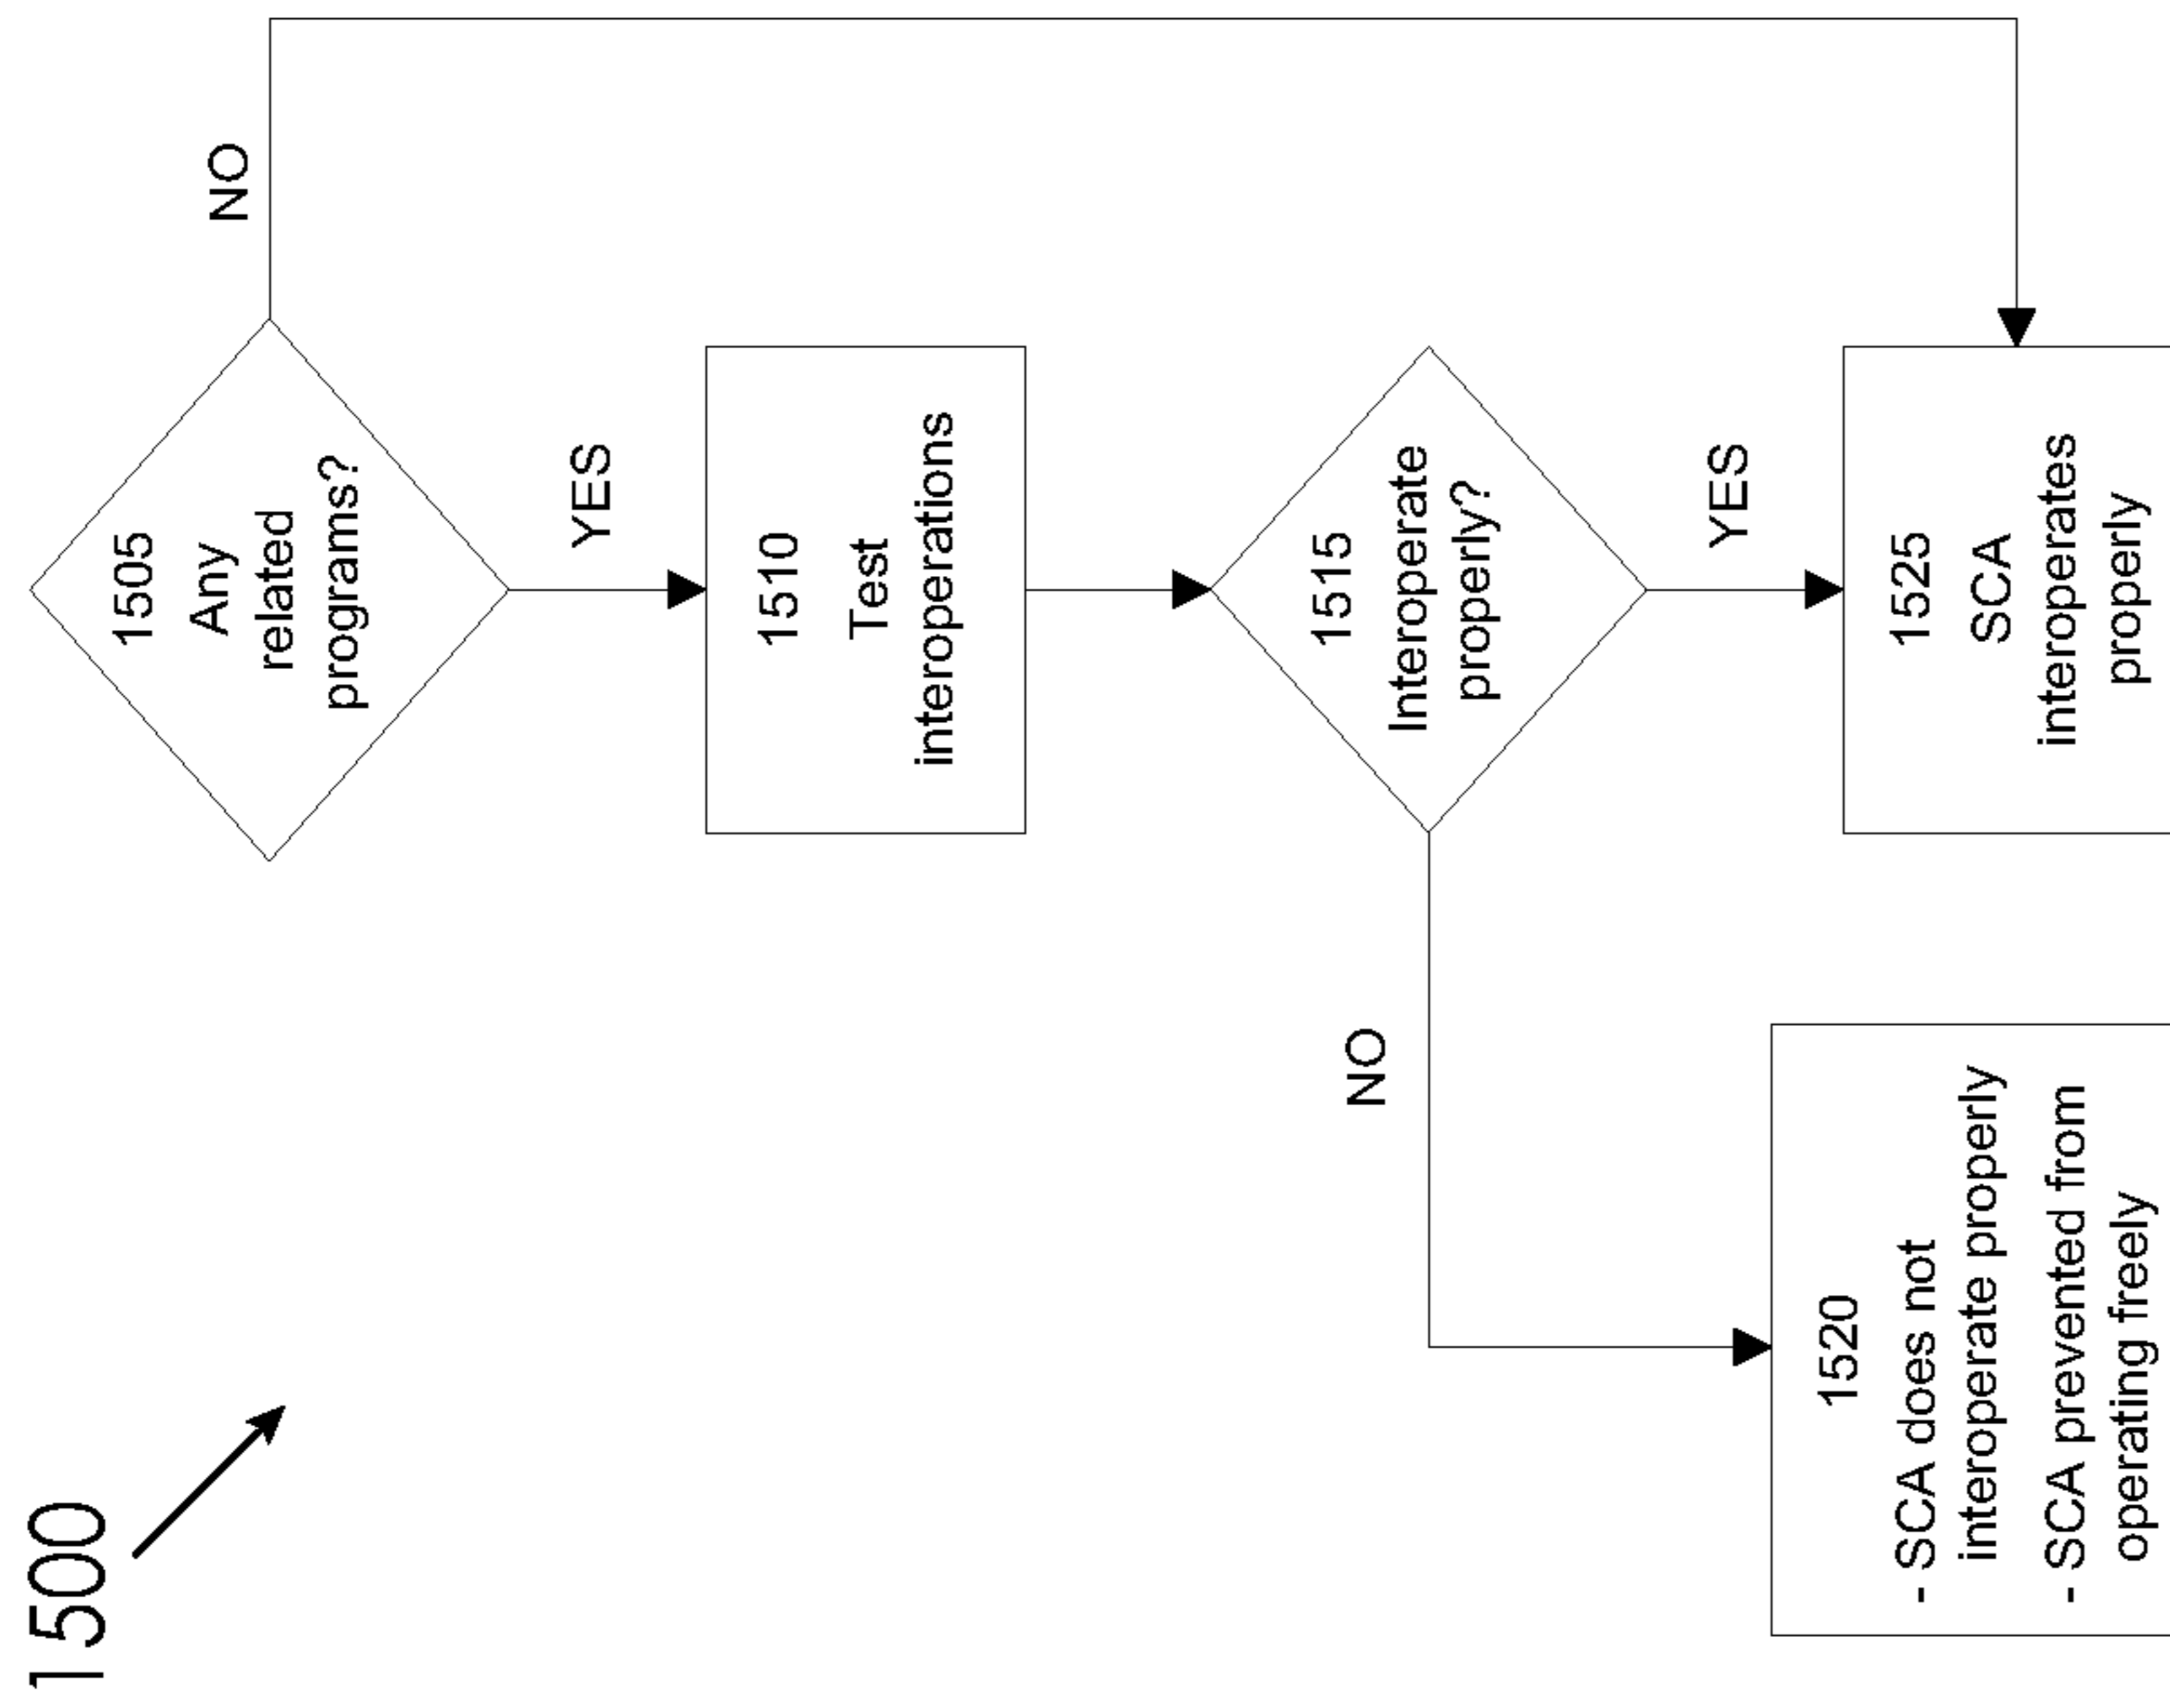 1500
1505
Any
related
programs?
NO
YES
1510
Test
interoperations
1515
Interoperate
properly?
NO
YES
1520
- SCA does not
interoperate properly
- SCA prevented from
operating freely
1525
SCA
interoperates
properly